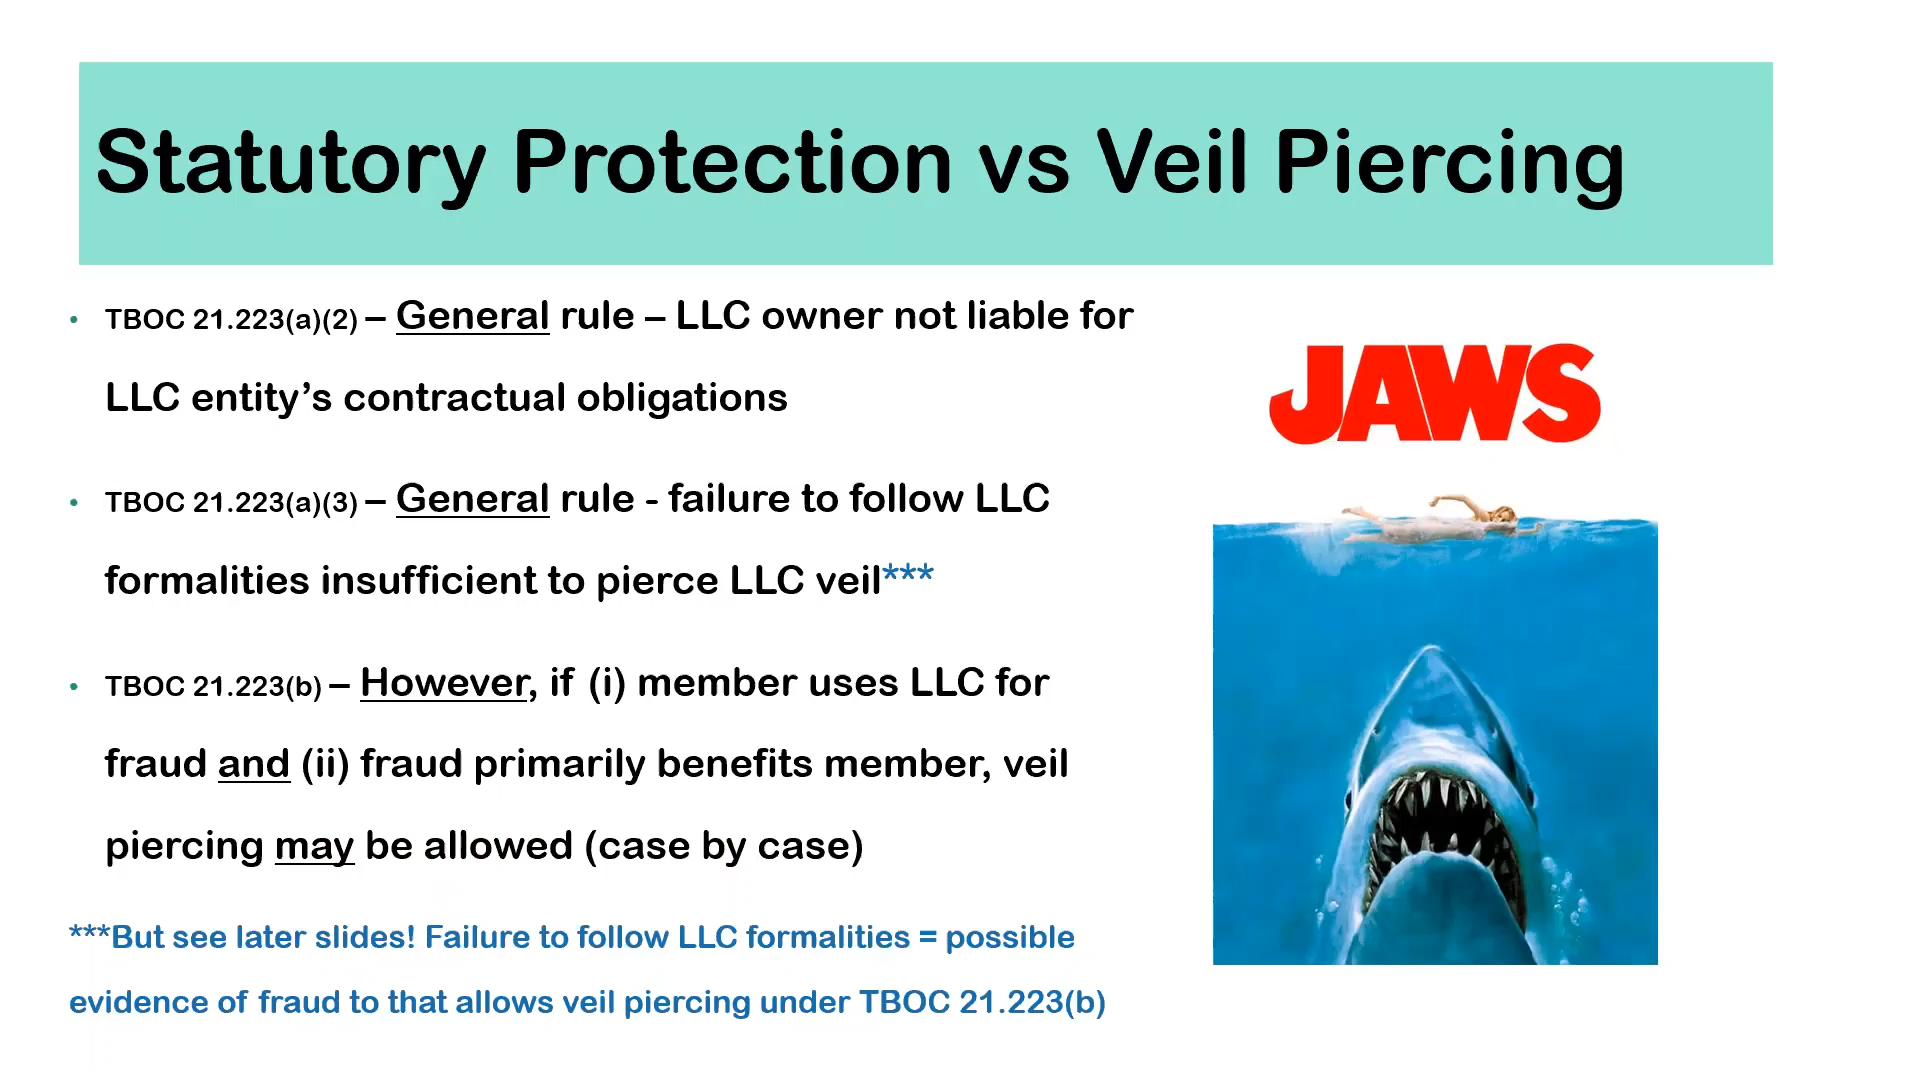 Statutory Protection vs Veil Piercing
• TBOC 21.223(a)(2) – General rule – LLC owner not liable for
LLC entity’s contractual obligations
• TBOC 21.223(a)(3) – General rule - failure to follow LLC
formalities insufficient to pierce LLC veil***
• TBOC 21.223(b) – However, if (i) member uses LLC for
fraud and (ii) fraud primarily benefits member, veil
piercing may be allowed (case by case)
***But see later slides! Failure to follow LLC formalities = possible
evidence of fraud to that allows veil piercing under TBOC 21.223(b)
JAWS